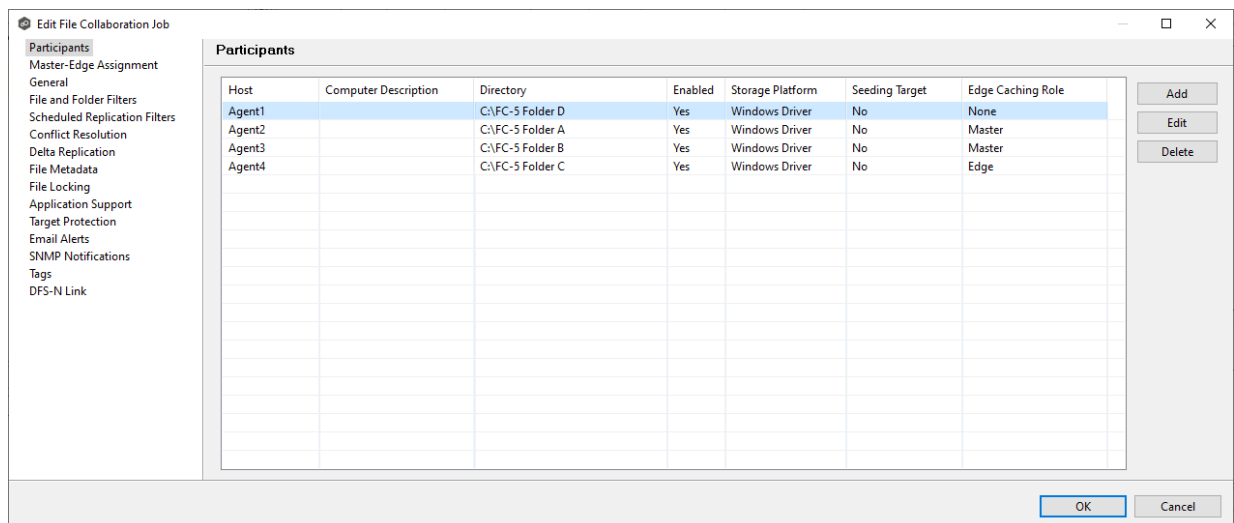 Edit File Collaboration Job
Participants
Master-Edge Assignment
General
File and Folder Filters
Scheduled Replication Filters
Conflict Resolution
Delta Replication
File Metadata
File Locking
Application Support
Target Protection
Email Alerts
SNMP Notifications
Tags
DFS-N Link
Participants
Host Computer Description Directory Enabled Storage Platform Seeding Target Edge Caching Role
Agent1 C:\FC-5 Folder D Yes Windows Driver No None
Agent2 C:\FC-5 Folder A Yes Windows Driver No Master
Agent3 C:\FC-5 Folder B Yes Windows Driver No Master
Agent4 C:\FC-5 Folder C Yes Windows Driver No Edge
Add
Edit
Delete
OK Cancel